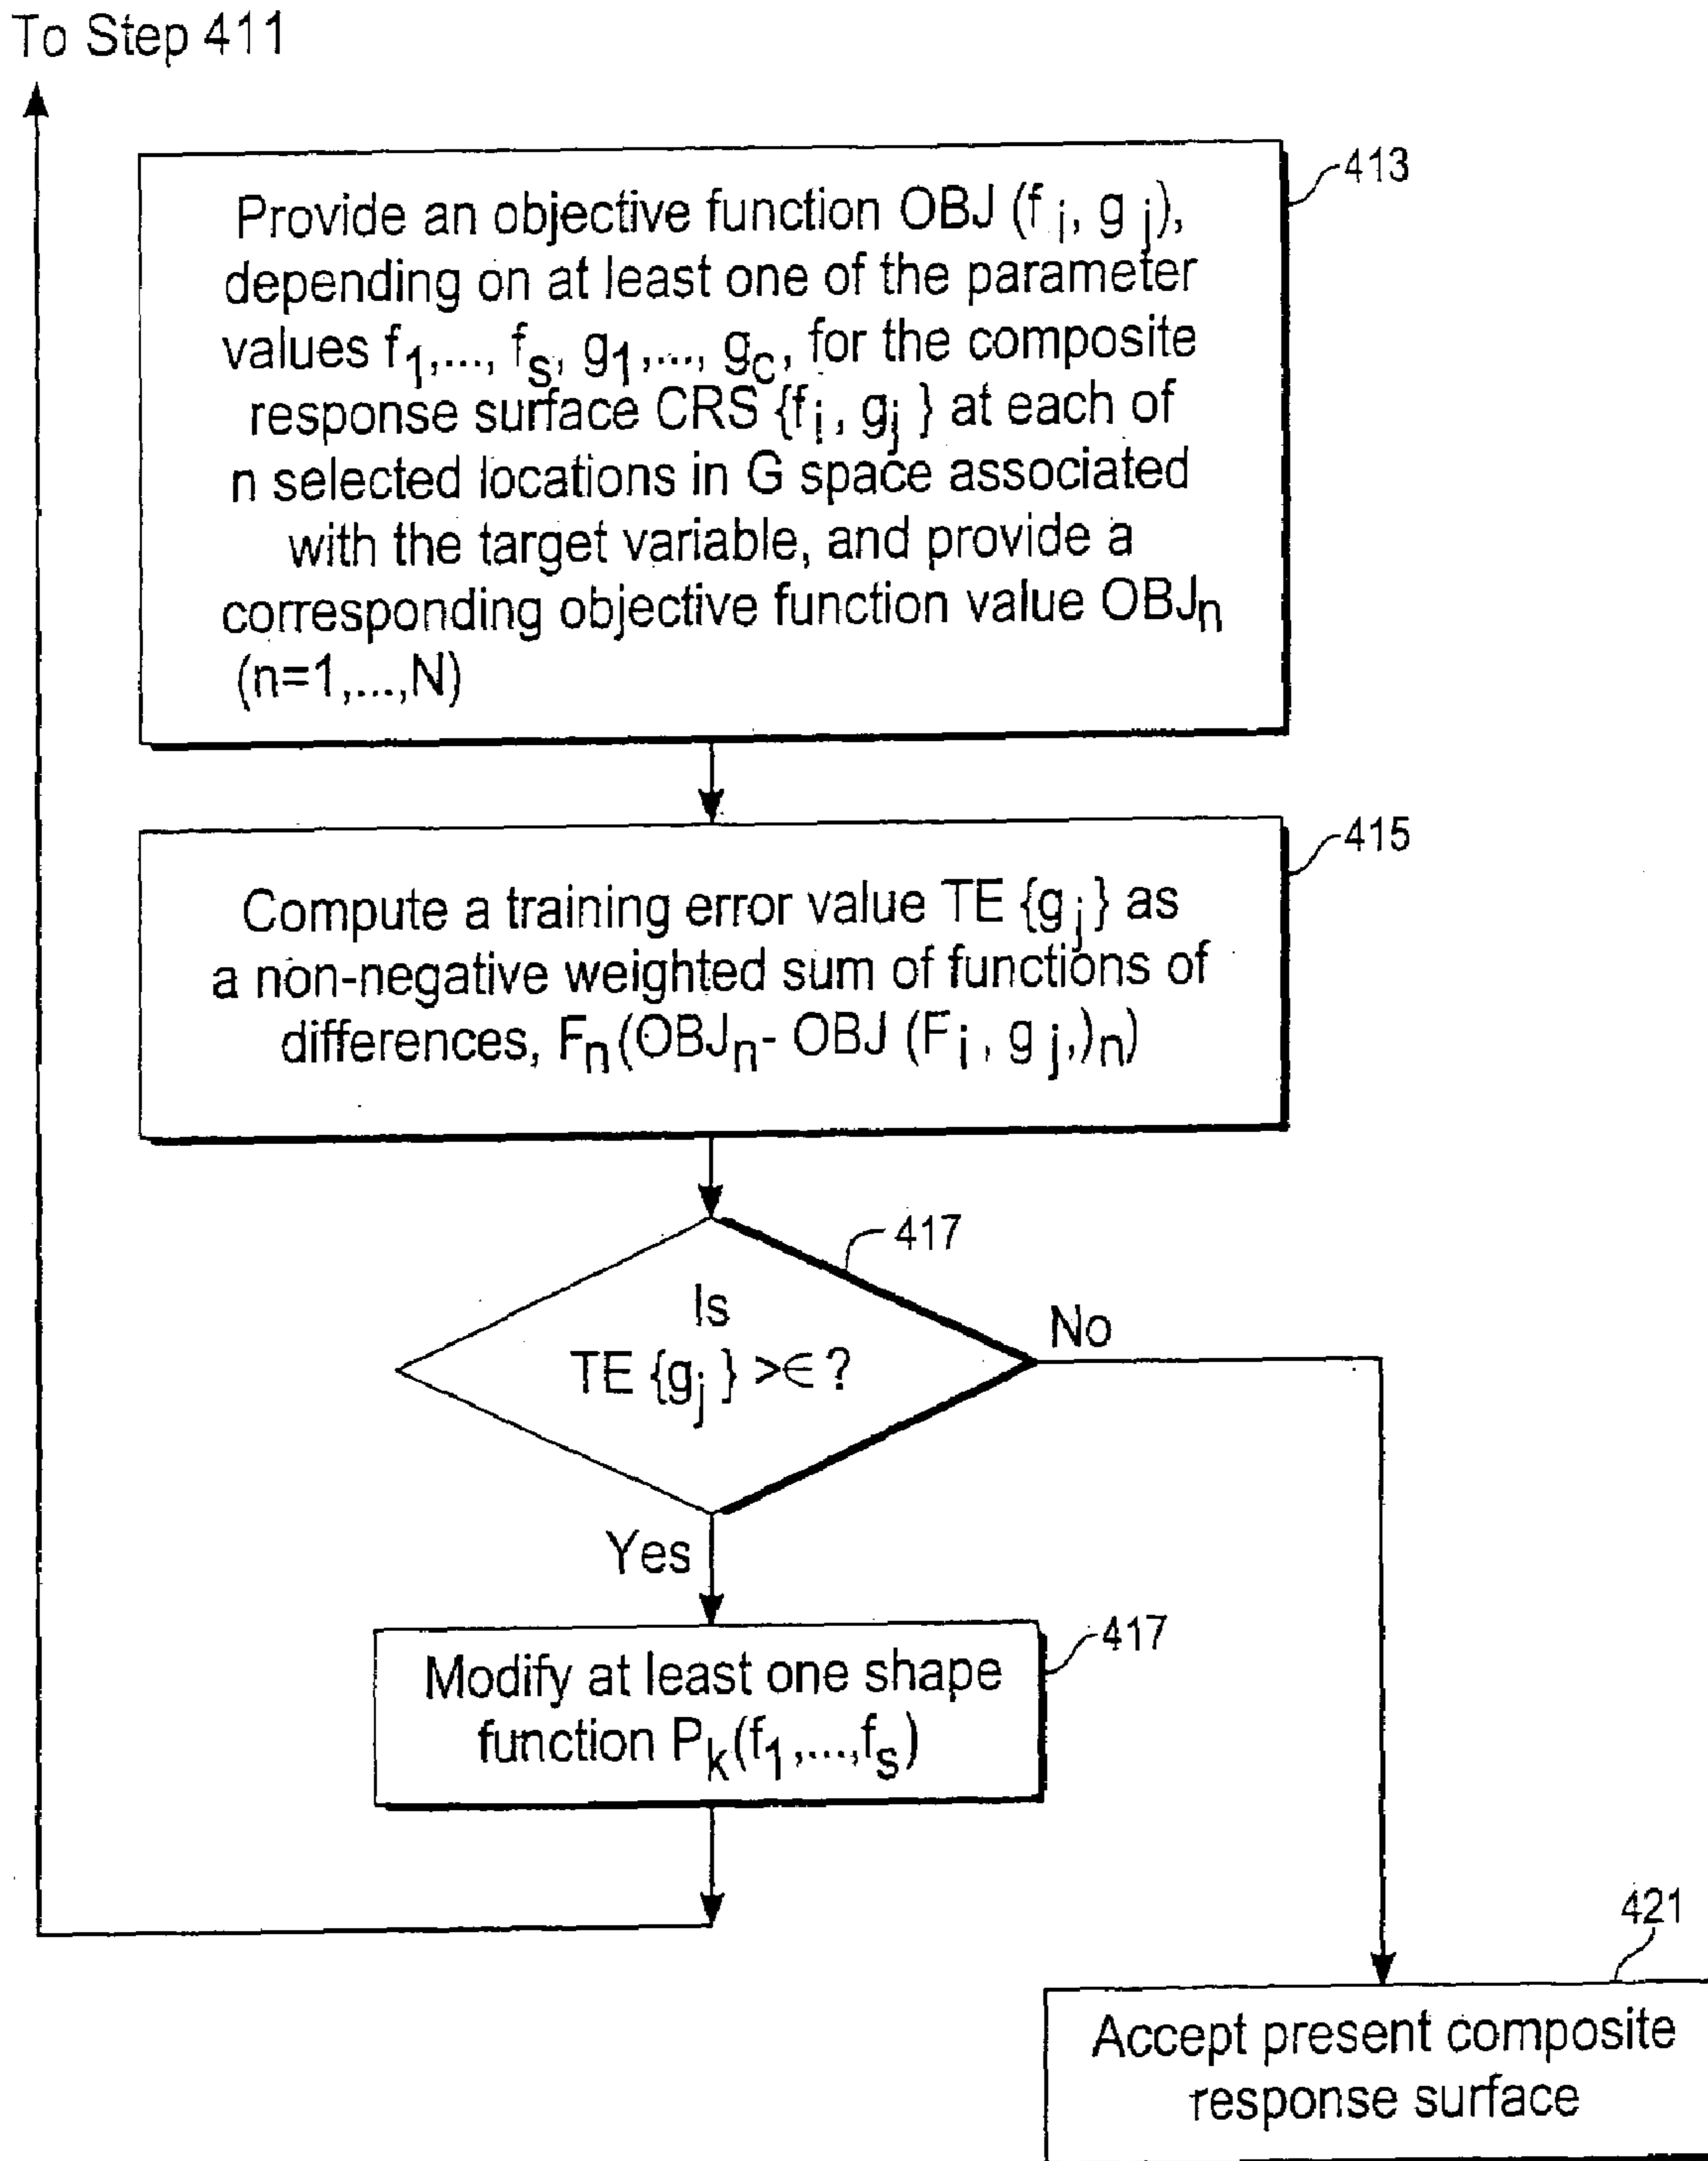 To Step 411
413
Provide an objective function OBJ (f i, g j),
depending on at least one of the parameter
values f1,..., fs, g1,..., gc, for the composite
response surface CRS {fi, gj } at each of
n selected locations in G space associated
with the target variable, and provide a
corresponding objective function value OBJn
(n=1,...,N)
415
Compute a training error value TE {g j} as
a non-negative weighted sum of functions of
differences, Fn(OBJn- OBJ (F i , g j,)n)
417
Is
TE {gj } >∈ ?
No
Yes
417
Modify at least one shape
function Pk(f1,...,fs)
421
Accept present composite
response surface